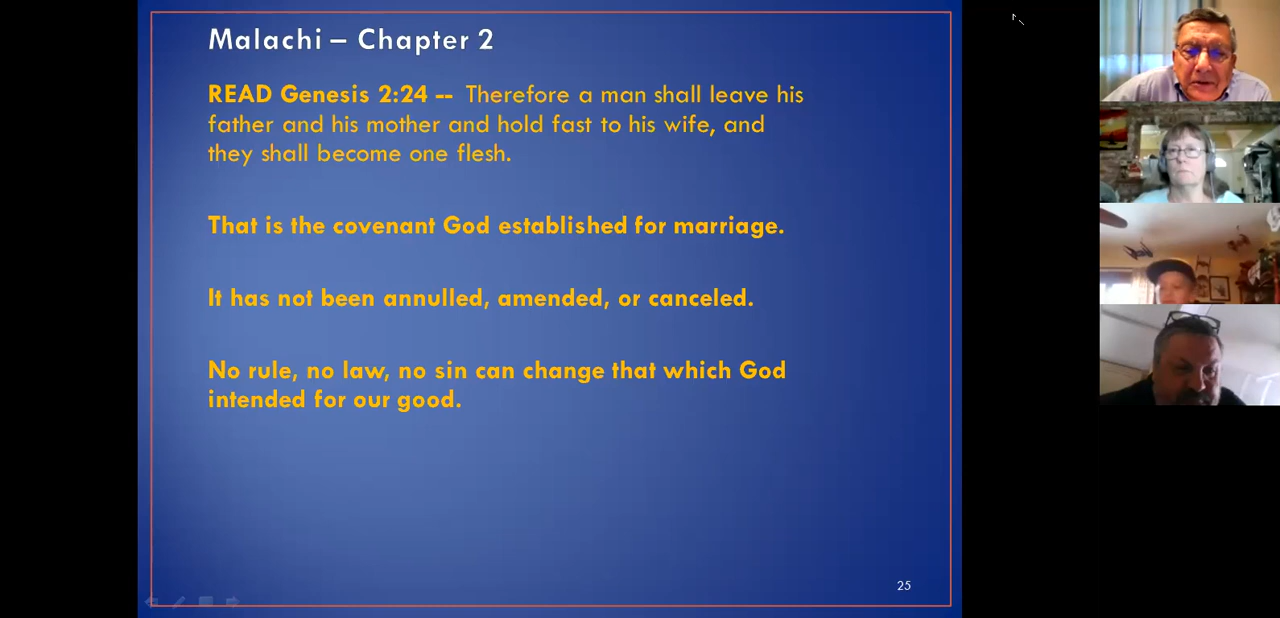 Malachi – Chapter 2
READ Genesis 2:24 -- Therefore a man shall leave his
father and his mother and hold fast to his wife, and
they shall become one flesh.
That is the covenant God established for marriage.
It has not been annulled, amended, or canceled.
No rule, no law, no sin can change that which God
intended for our good.
25